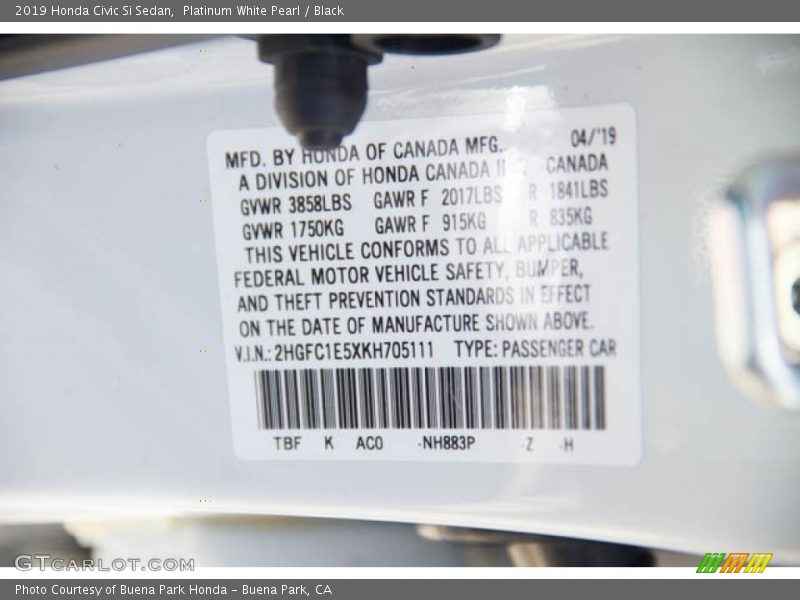 2019 Honda Civic Si Sedan, Platinum White Pearl / Black
04/'19
MFD. BY HONDA OF CANADA MFG.
A DIVISION OF HONDA CANADA CANADA
GVWR 3858LBS GAWR F 2017LBS R 1841LBS
GVWR 1750KG GAWR F 915KG R 835KG
THIS VEHICLE CONFORMS TO ALL APPLICABLE
FEDERAL MOTOR VEHICLE SAFETY, BUMPER,
AND THEFT PREVENTION STANDARDS IN EFFECT
ON THE DATE OF MANUFACTURE SHOWN ABOVE.
V.I.N.: 2HGFC1E5XKH705111 TYPE: PASSENGER CAR
TBF K AC0 -NH883P -Z -H
GTCARLOT.COM
Photo Courtesy of Buena Park Honda - Buena Park, CA